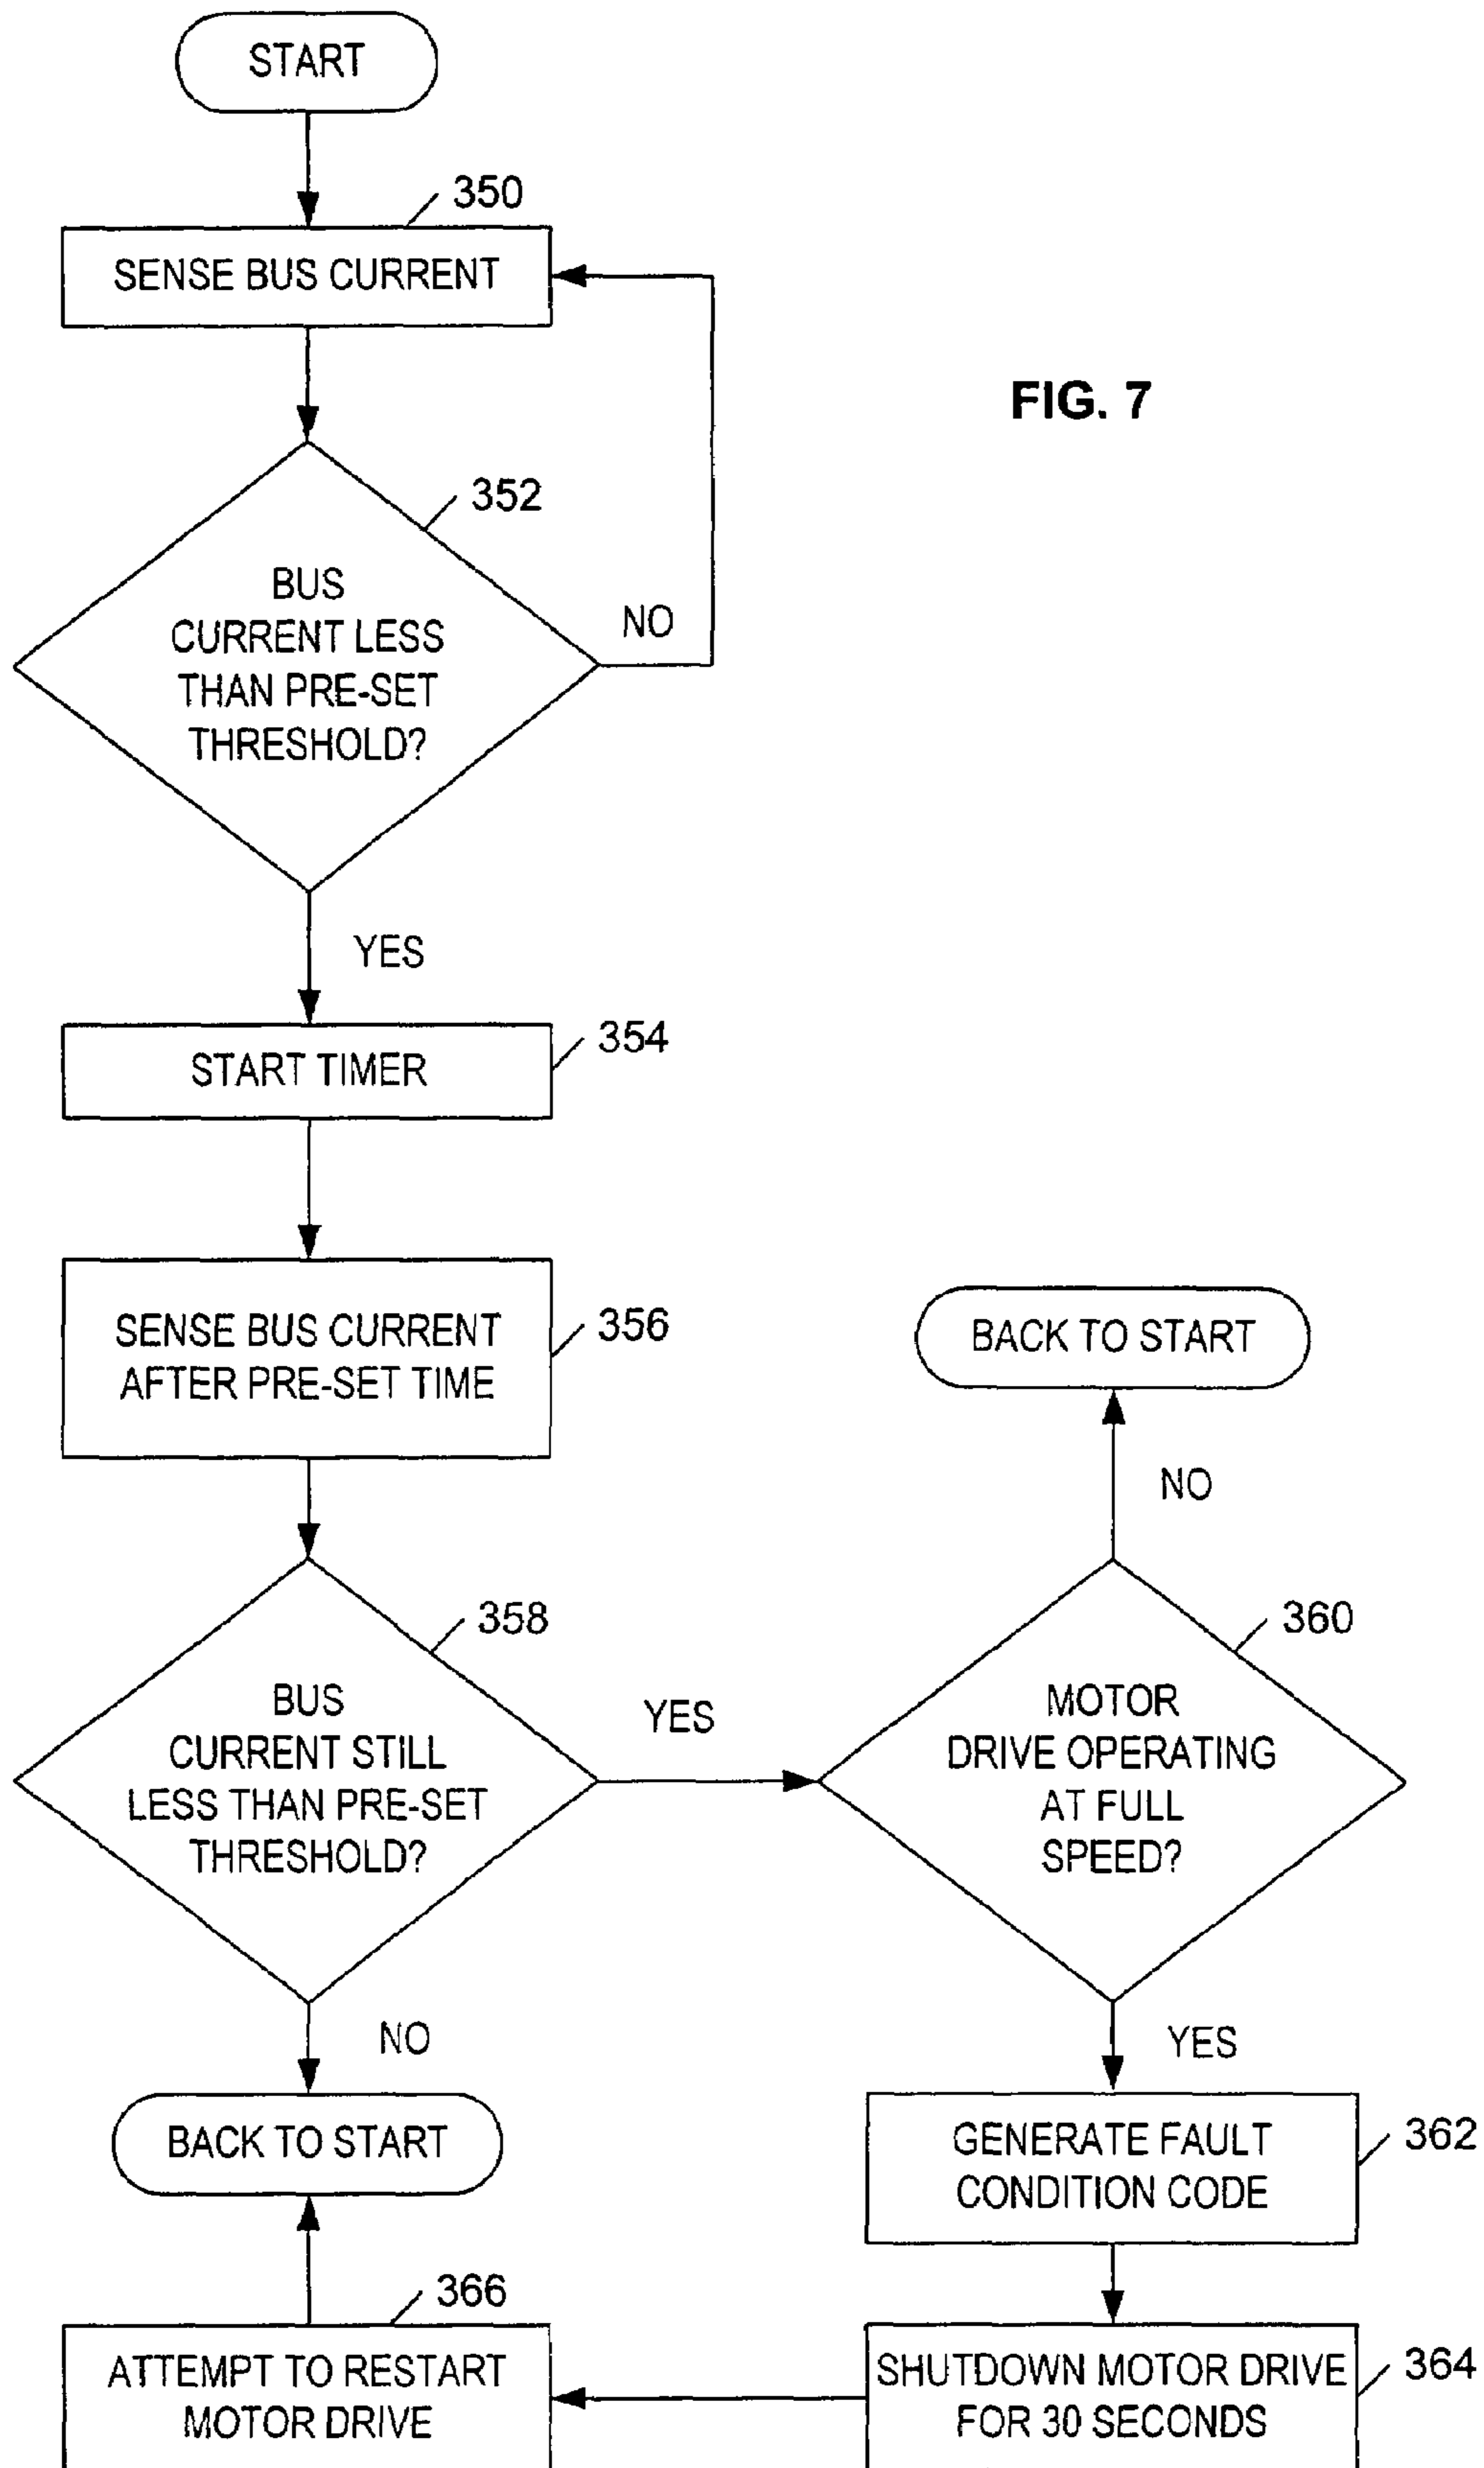 START
350
SENSE BUS CURRENT
FIG. 7
352
BUS
CURRENT LESS
THAN PRE-SET
THRESHOLD?
NO
YES
354
START TIMER
356
SENSE BUS CURRENT
AFTER PRE-SET TIME
358
BUS
CURRENT STILL
LESS THAN PRE-SET
THRESHOLD?
YES
NO
BACK TO START
BACK TO START
NO
360
MOTOR
DRIVE OPERATING
AT FULL
SPEED?
YES
GENERATE FAULT
CONDITION CODE
362
SHUTDOWN MOTOR DRIVE
FOR 30 SECONDS
364
366
ATTEMPT TO RESTART
MOTOR DRIVE